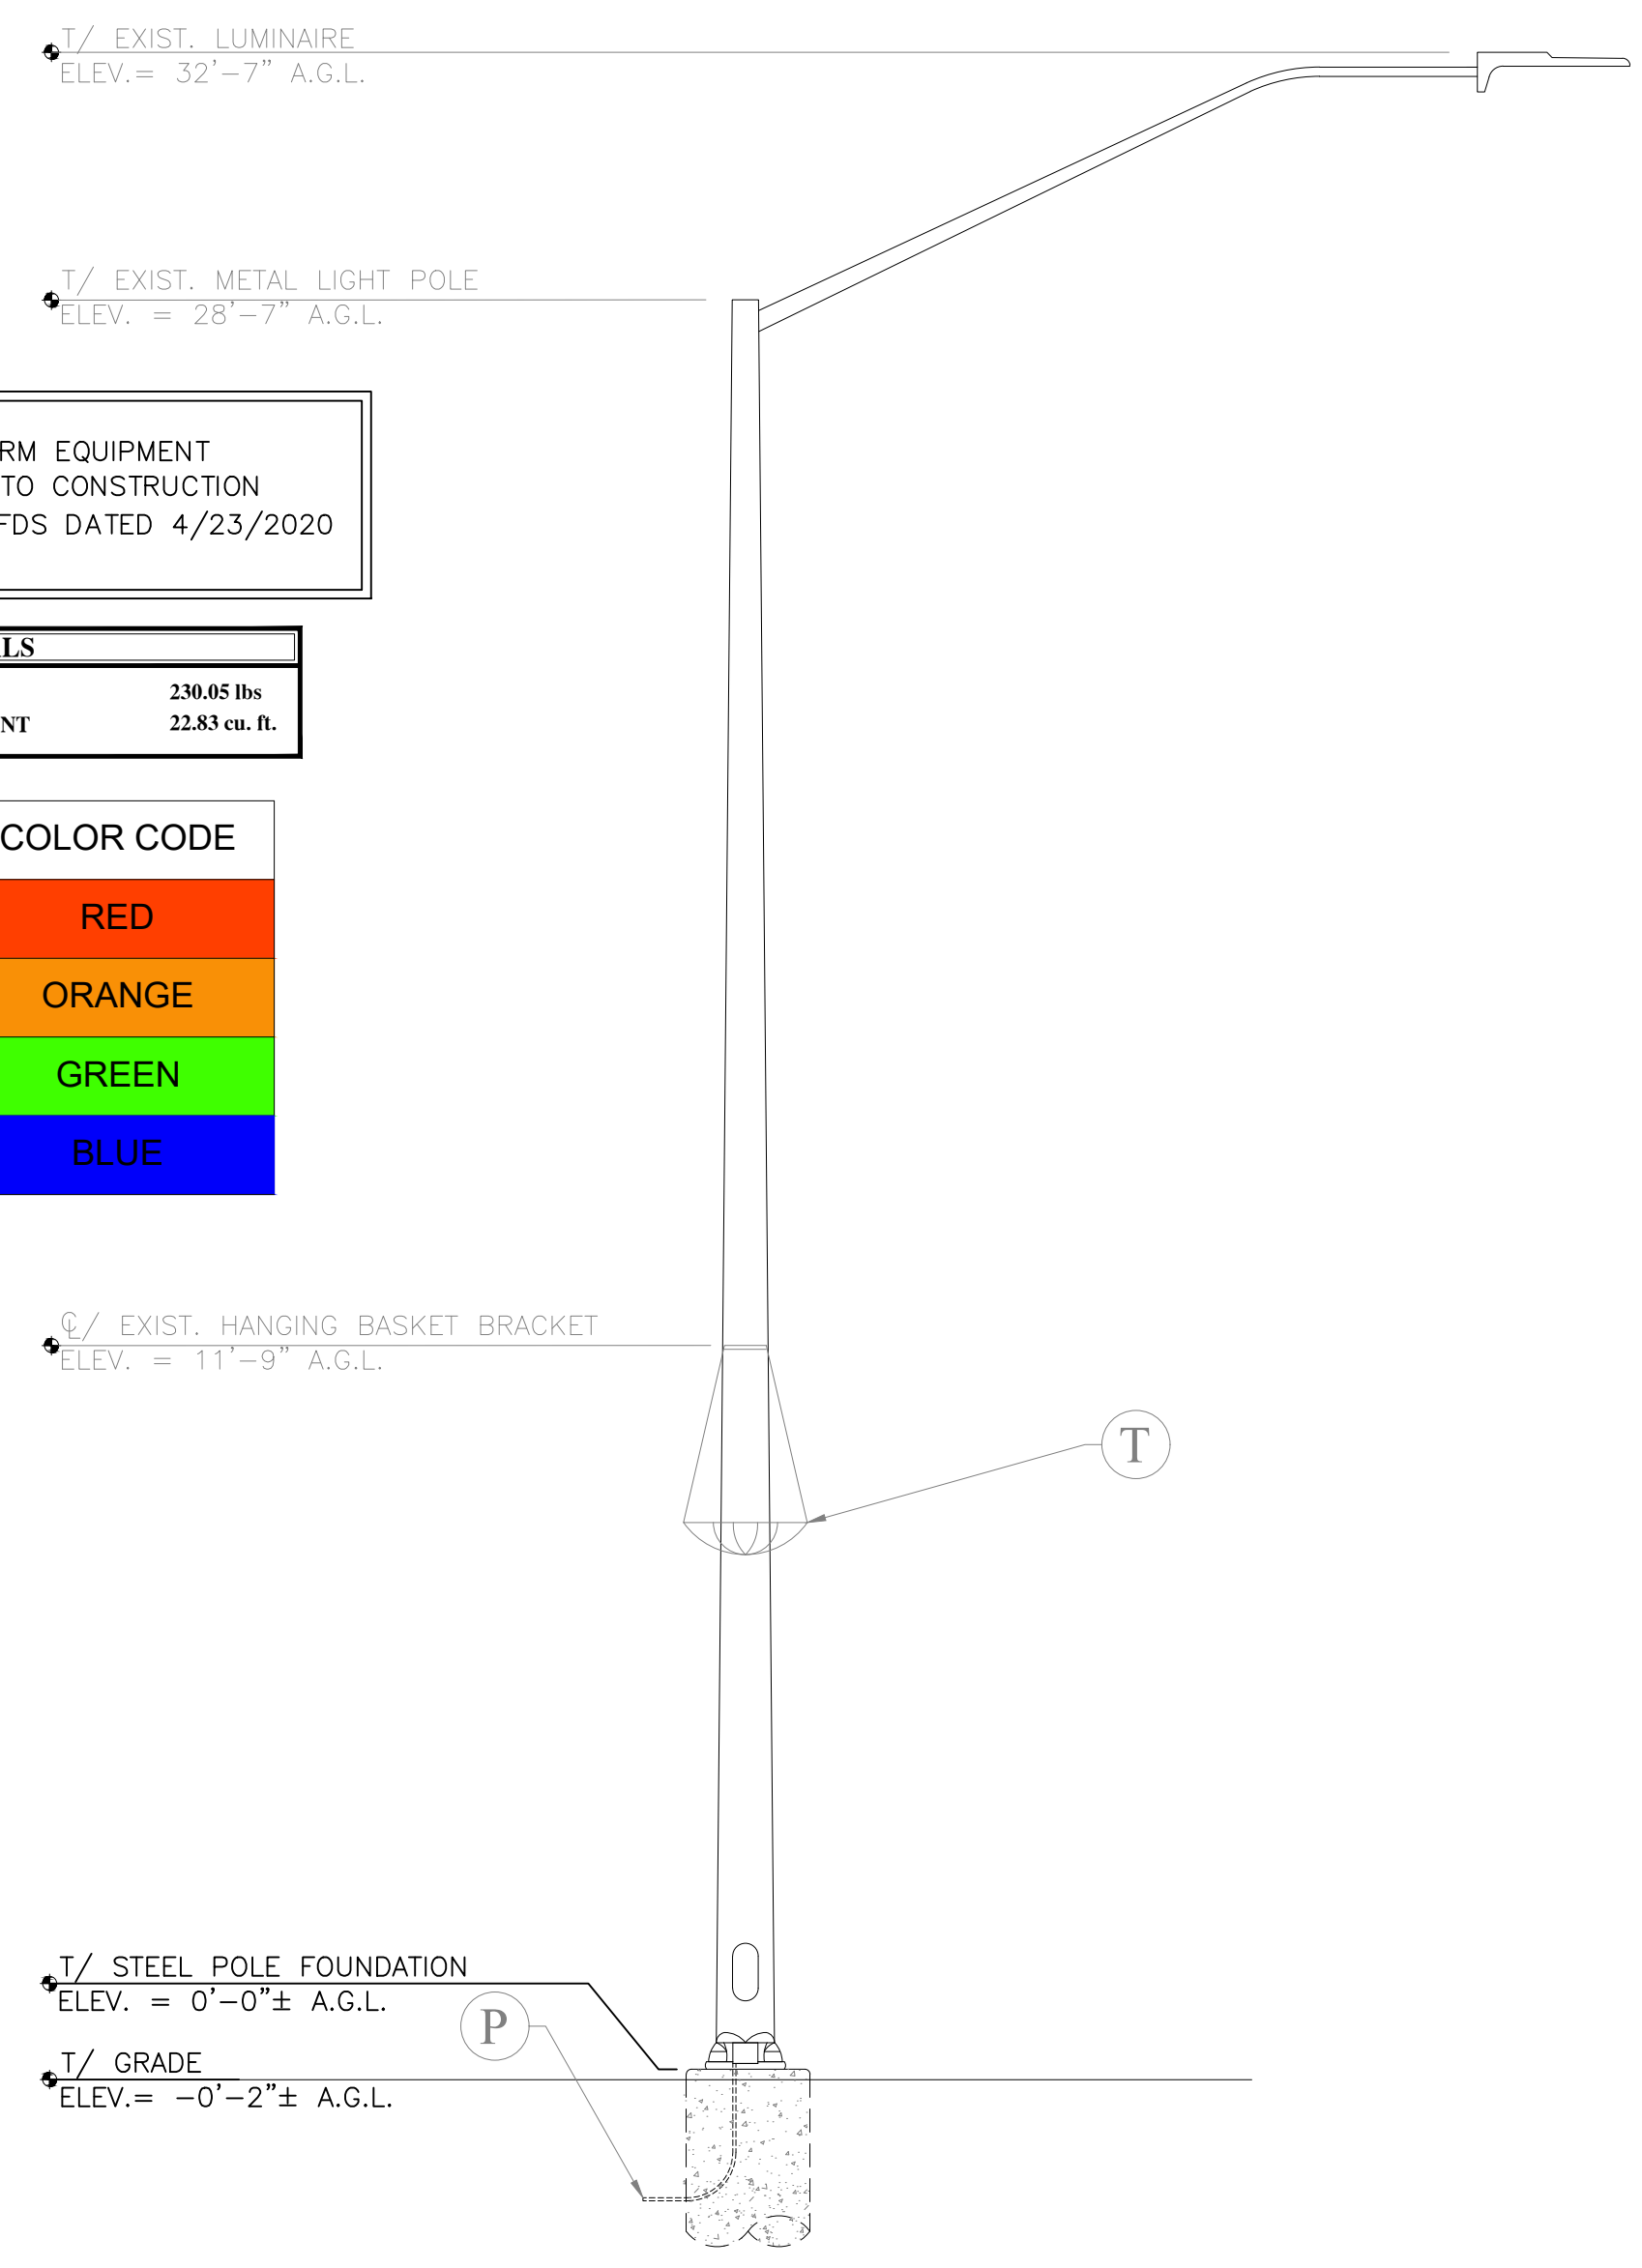 T/ EXIST. LUMINAIRE
ELEV.= 32'-7" A.G.L.
T/ EXIST. METAL LIGHT POLE
ELEV. = 28'-7" A.G.L.
RM EQUIPMENT
TO CONSTRUCTION
FDS DATED 4/23/2020
LS
230.05 lbs
NT 22.83 cu. ft.
COLOR CODE
RED
ORANGE
GREEN
BLUE
℄/ EXIST. HANGING BASKET BRACKET
ELEV. = 11'-9" A.G.L.
T
T/ STEEL POLE FOUNDATION
ELEV. = 0'-0"± A.G.L.
P
T/ GRADE
ELEV.= -0'-2"± A.G.L.